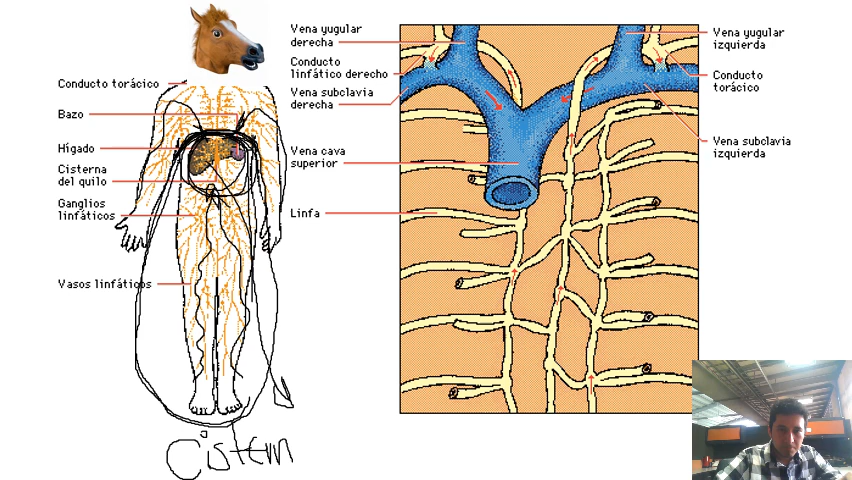 Conducto torácico
Bazo
Hígado
Cisterna
del quilo
Ganglios
linfáticos
Vasos linfáticos
Cistern
Vena yugular
derecha
Conducto
linfático derecho
Vena subclavia
derecha
Vena cava
superior
Linfa
Vena yugular
izquierda
Conducto
torácico
Vena subclavia
izquierda